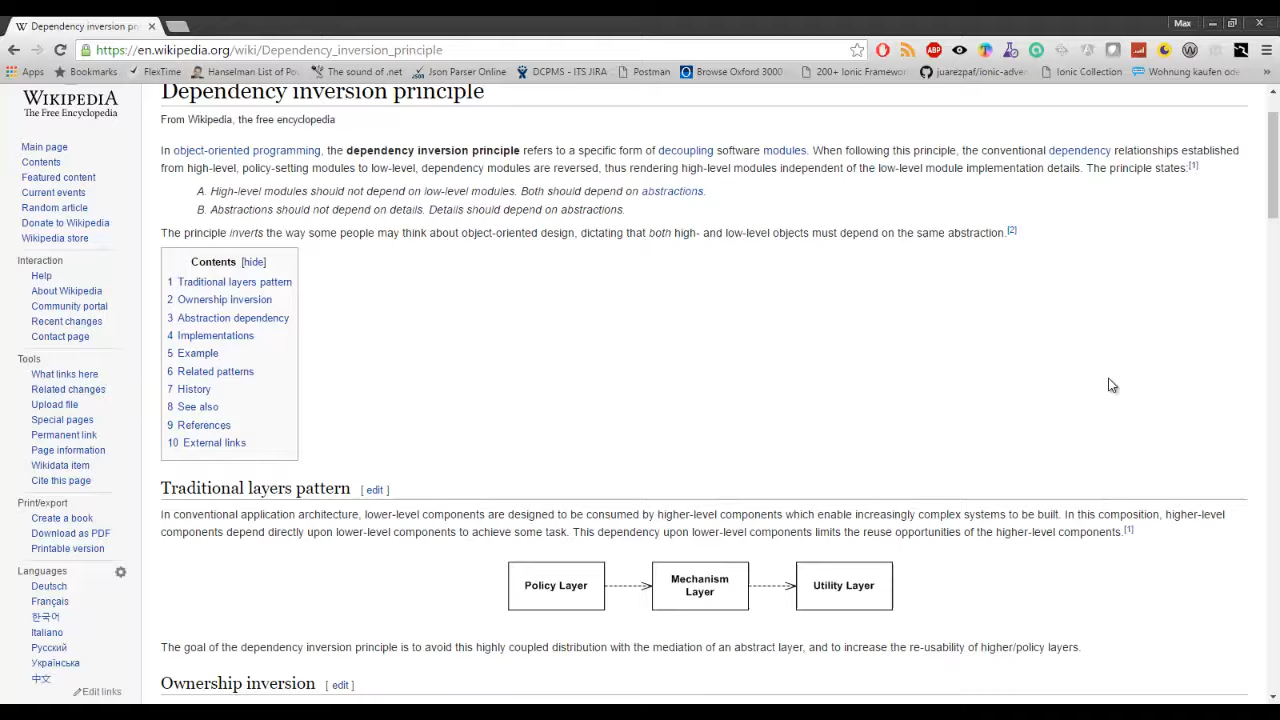 Dependency inversion pr
Max
https://en.wikipedia.org/wiki/Dependency_inversion_principle
Apps Bookmarks FlexTime Hanselman List of Po The sound of .net Json Parser Online DCPMS - ITS JIRA Postman Browse Oxford 3000 200+ Ionic Framewor juarezpaf/ionic-adven Ionic Collection Wohnung kaufen ode »
WIKIPEDIA
The Free Encyclopedia
Main page
Contents
Featured content
Current events
Random article
Donate to Wikipedia
Wikipedia store
Interaction
Help
About Wikipedia
Community portal
Recent changes
Contact page
Tools
What links here
Related changes
Upload file
Special pages
Permanent link
Page information
Wikidata item
Cite this page
Print/export
Create a book
Download as PDF
Printable version
Languages
Deutsch
Français
한국어
Italiano
Русский
Українська
中文
Edit links
Dependency inversion principle
From Wikipedia, the free encyclopedia
In object-oriented programming, the dependency inversion principle refers to a specific form of decoupling software modules. When following this principle, the conventional dependency relationships established
from high-level, policy-setting modules to low-level, dependency modules are reversed, thus rendering high-level modules independent of the low-level module implementation details. The principle states:[1]
A. High-level modules should not depend on low-level modules. Both should depend on abstractions.
B. Abstractions should not depend on details. Details should depend on abstractions.
The principle inverts the way some people may think about object-oriented design, dictating that both high- and low-level objects must depend on the same abstraction.[2]
Contents [hide]
1 Traditional layers pattern
2 Ownership inversion
3 Abstraction dependency
4 Implementations
5 Example
6 Related patterns
7 History
8 See also
9 References
10 External links
Traditional layers pattern [ edit ]
In conventional application architecture, lower-level components are designed to be consumed by higher-level components which enable increasingly complex systems to be built. In this composition, higher-level
components depend directly upon lower-level components to achieve some task. This dependency upon lower-level components limits the reuse opportunities of the higher-level components.[1]
Policy Layer
Mechanism
Layer
Utility Layer
The goal of the dependency inversion principle is to avoid this highly coupled distribution with the mediation of an abstract layer, and to increase the re-usability of higher/policy layers.
Ownership inversion [ edit ]